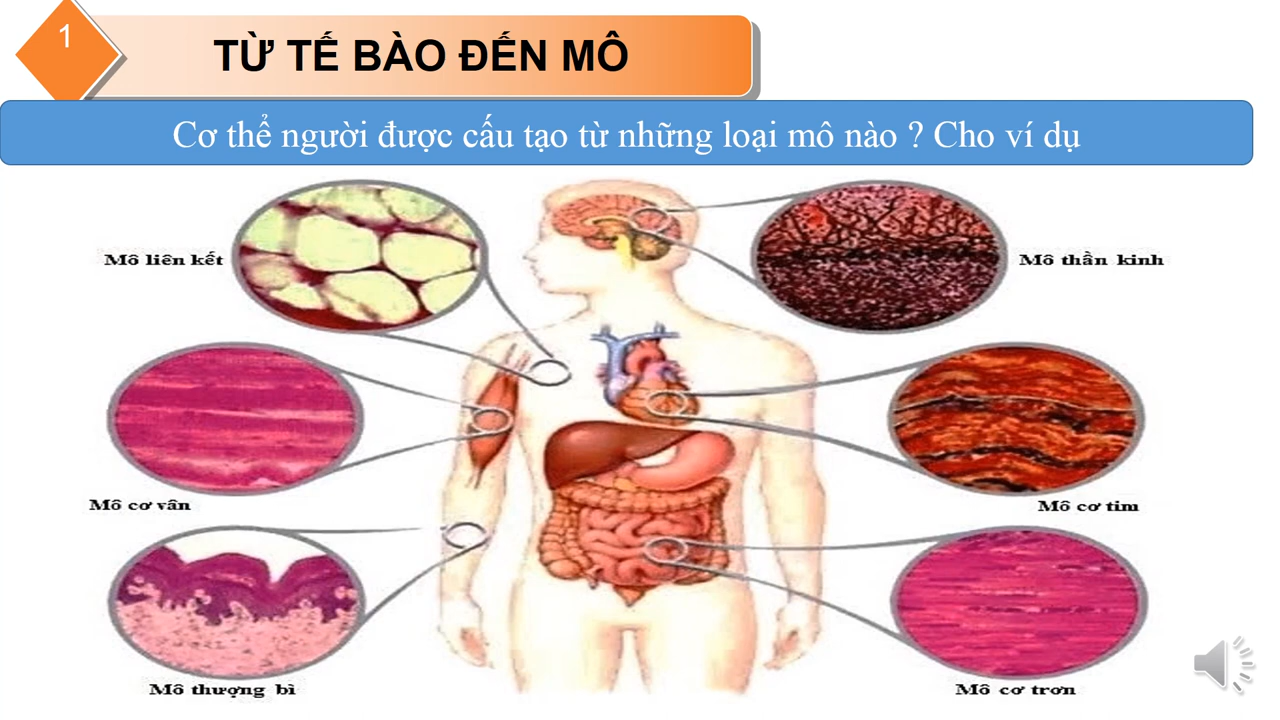 1
TỪ TẾ BÀO ĐẾN MÔ
Cơ thể người được cấu tạo từ những loại mô nào ? Cho ví dụ
Mô liên kết
Mô thần kinh
Mô cơ vân
Mô cơ tim
Mô thượng bì
Mô cơ trơn